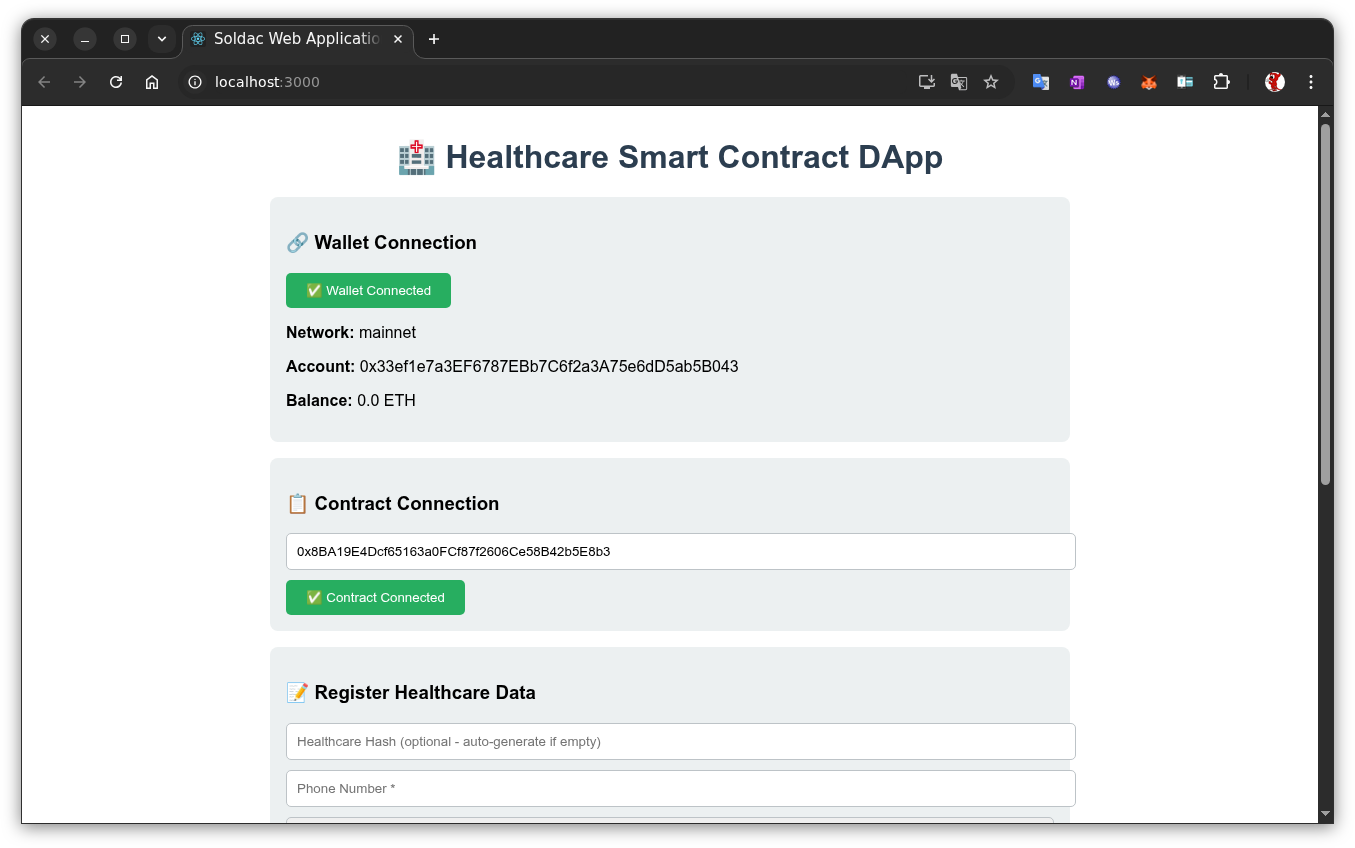 Soldac Web Applicatio
localhost:3000
🏥 Healthcare Smart Contract DApp
🔗 Wallet Connection
✅ Wallet Connected
Network: mainnet
Account: 0x33ef1e7a3EF6787EBb7C6f2a3A75e6dD5ab5B043
Balance: 0.0 ETH
📋 Contract Connection
0x8BA19E4Dcf65163a0FCf87f2606Ce58B42b5E8b3
✅ Contract Connected
📝 Register Healthcare Data
Healthcare Hash (optional - auto-generate if empty)
Phone Number *